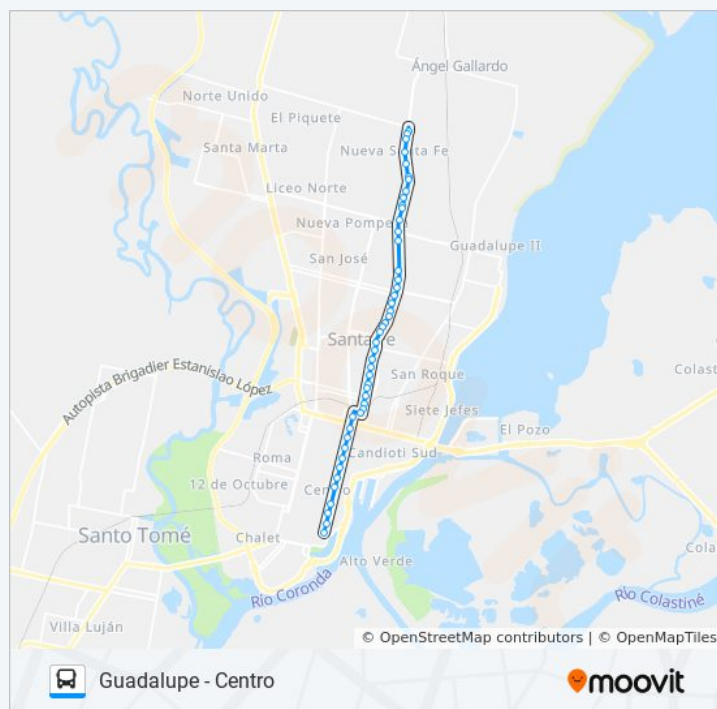 Ángel Gallardo
Norte Unido
El Piquete
Nueva Santa Fe
Santa Marta
Liceo Norte
Nueva Pompeya
Guadalupe II
San José
Santa Fe
Autopista Brigadier Estanislao López
San Roque
Colast
Siete Jefes
El Pozo
Roma
Candioti Sud
12 de Octubre
Centro
Santo Tomé
Chalet
Alto Verde
Cola
Río Coronda
Río Colastiné
Villa Luján
© OpenStreetMap contributors | © OpenMapTiles
Guadalupe - Centro
moovit